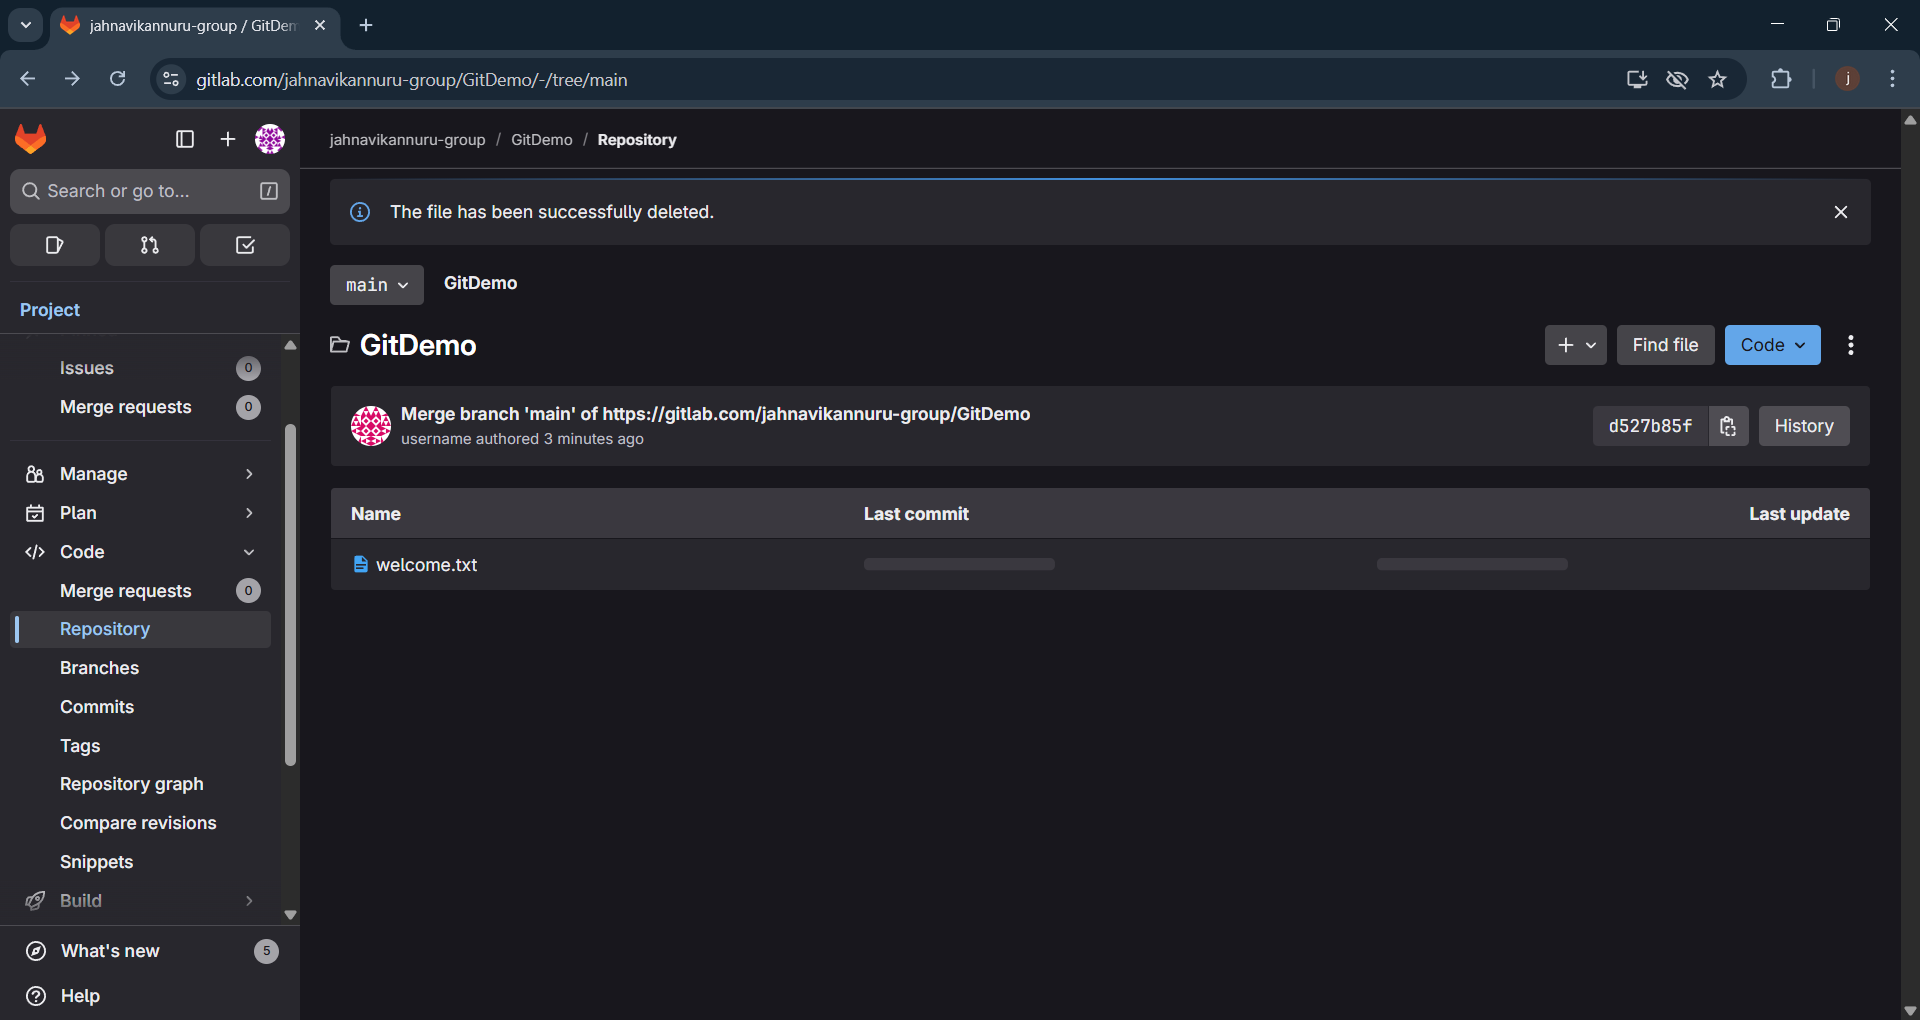 jahnavikannuru-group / GitDem
gitlab.com/jahnavikannuru-group/GitDemo/-/tree/main
j
jahnavikannuru-group / GitDemo / Repository
Search or go to... /
The file has been successfully deleted.
main GitDemo
Project
GitDemo
+ Find file Code
Issues 0
Merge requests 0
Merge branch 'main' of https://gitlab.com/jahnavikannuru-group/GitDemo
username authored 3 minutes ago
d527b85f History
Manage
Plan
Code
Merge requests 0
Repository
Branches
Commits
Tags
Repository graph
Compare revisions
Snippets
Build
What's new 5
Help
Name Last commit Last update
welcome.txt